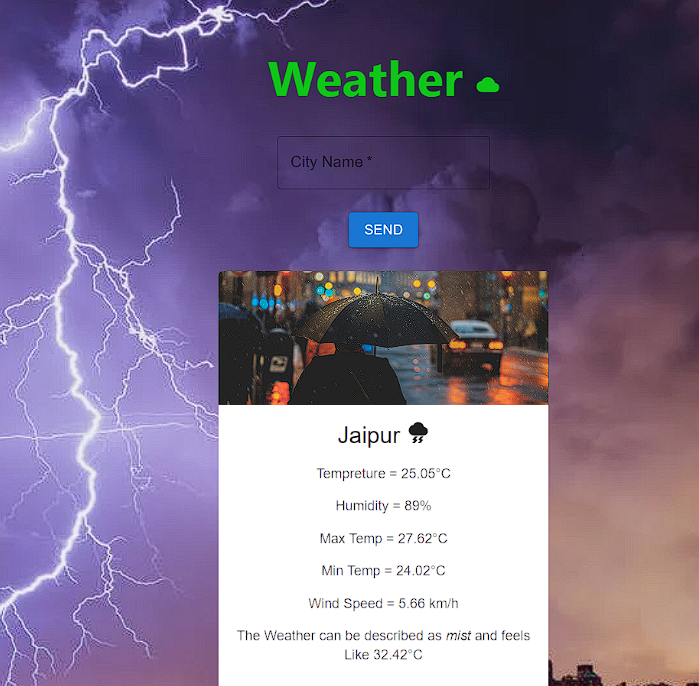 Weather
City Name *
SEND
Jaipur
Tempreture = 25.05°C
Humidity = 89%
Max Temp = 27.62°C
Min Temp = 24.02°C
Wind Speed = 5.66 km/h
The Weather can be described as mist and feels
Like 32.42°C